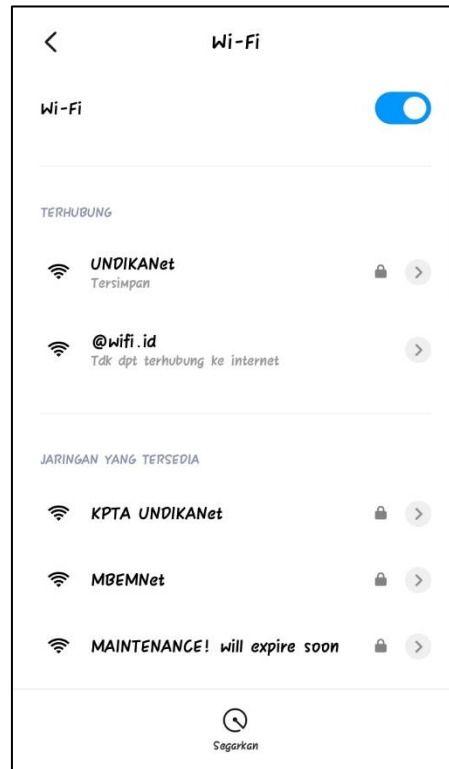 Wi-Fi
Wi-Fi
TERHUBUNG
UNDIKANet
Tersimpan
@wifi.id
Tdk dpt terhubung ke internet
JARINGAN YANG TERSEDIA
KPTA UNDIKANet
MBEMNet
MAINTENANCE! will expire soon
Segarkan